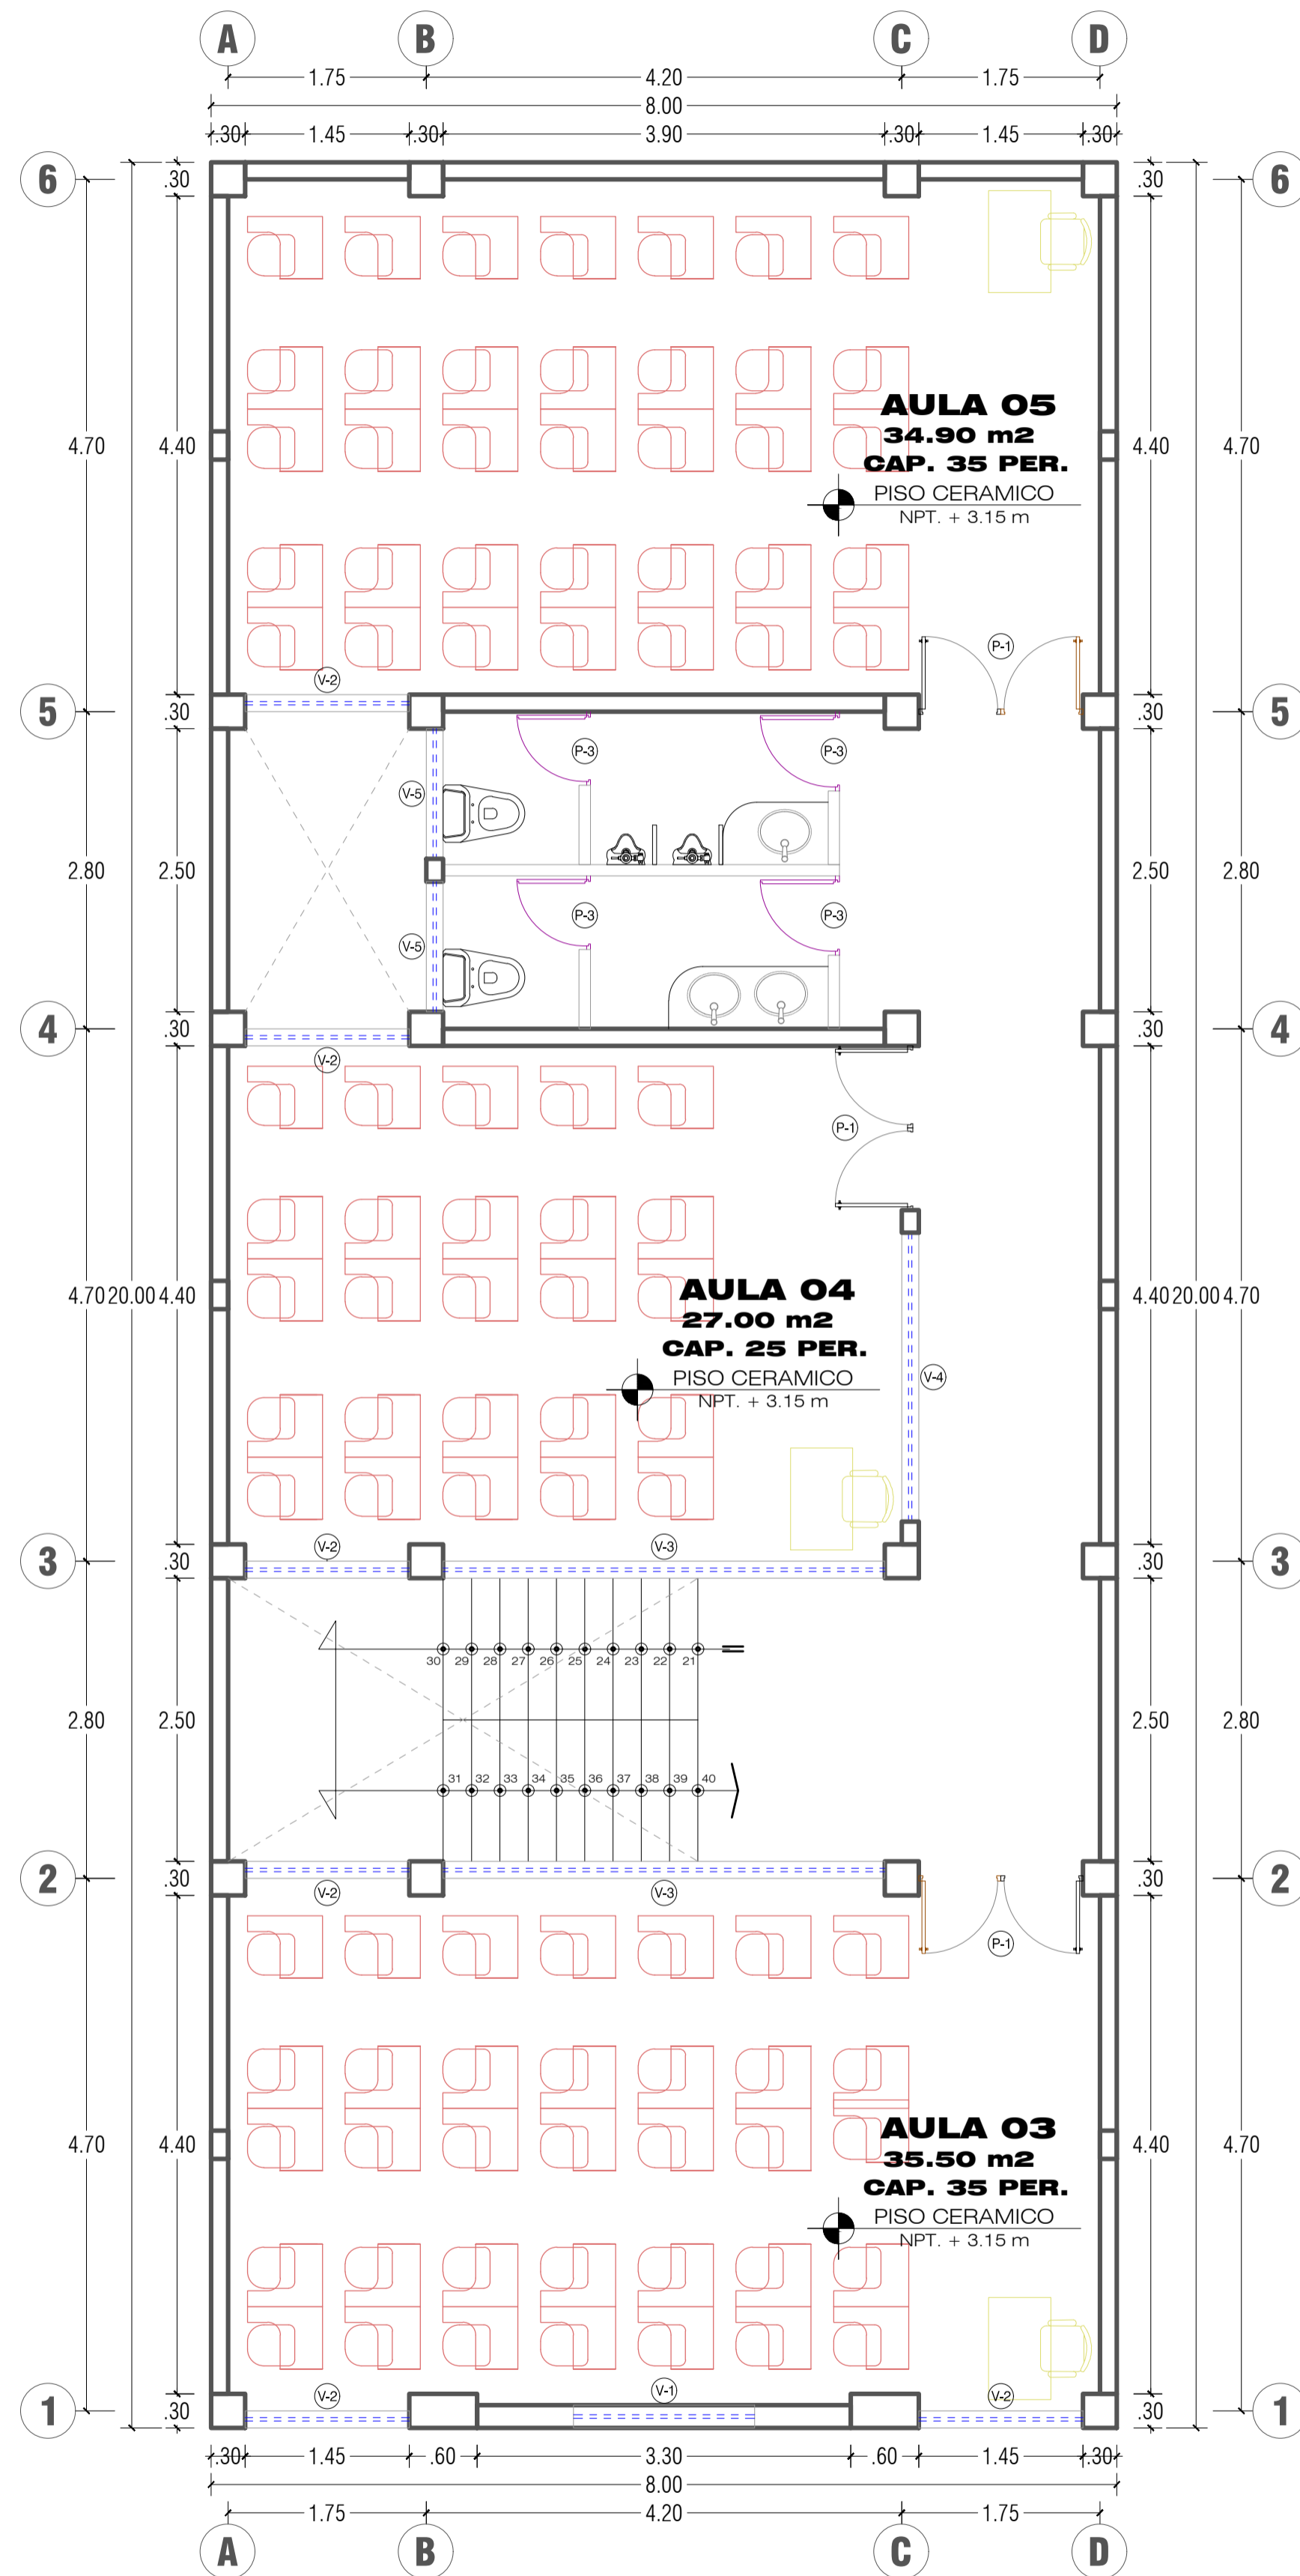 A B C D
1.75 4.20 1.75
8.00
.30 1.45 .30 3.90 .30 1.45 .30
6 .30 .30 6
AULA 05
34.90 m2
CAP. 35 PER.
4.70 4.40 4.40 4.70
PISO CERAMICO
NPT. + 3.15 m
P-1
V-2
5 .30 .30 5
P-3 P-3
V-5
2.80 2.50 2.50 2.80
P-3 P-3
V-5
4 .30 .30 4
V-2
P-1
AULA 04
4.70 20.00 4.40 4.40 20.00 4.70
27.00 m2
CAP. 25 PER.
PISO CERAMICO V-4
NPT. + 3.15 m
V-2 V-3
3 .30 .30 3
30 29 28 27 26 25 24 23 22 21
2.80 2.50 2.50 2.80
31 32 33 34 35 36 37 38 39 40
2 .30 .30 2
V-2 V-3
P-1
AULA 03
4.70 4.40 4.40 4.70
35.50 m2
CAP. 35 PER.
PISO CERAMICO
NPT. + 3.15 m
V-2 V-1 V-2
1 .30 .30 1
.30 1.45 .60 3.30 .60 1.45 .30
8.00
1.75 4.20 1.75
A B C D